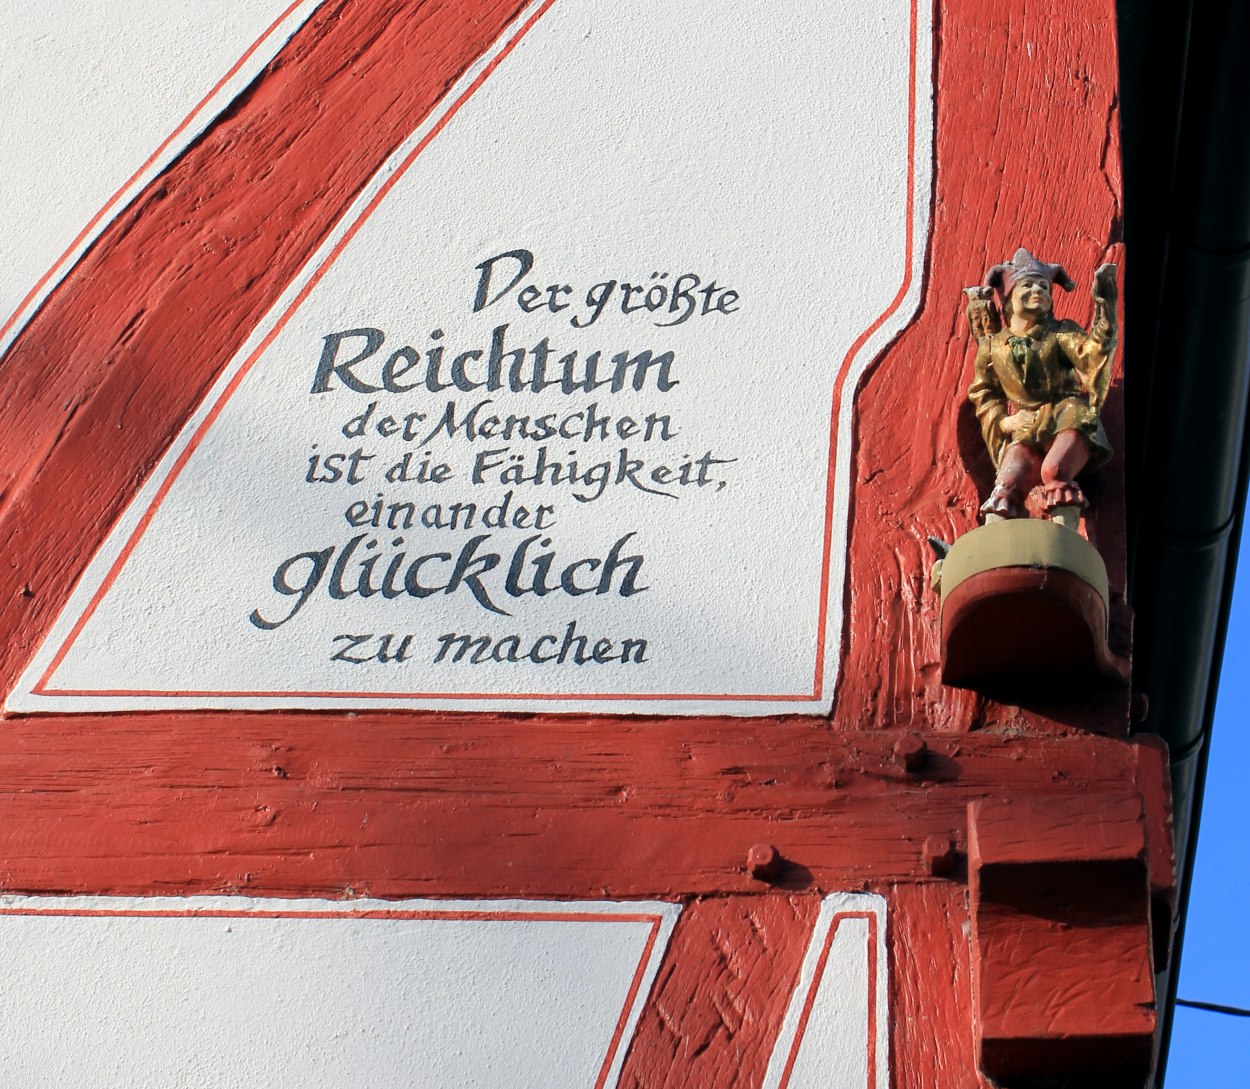 Der größte
Reichtum
der Menschen
ist die Fähigkeit,
einander
glücklich
zu machen